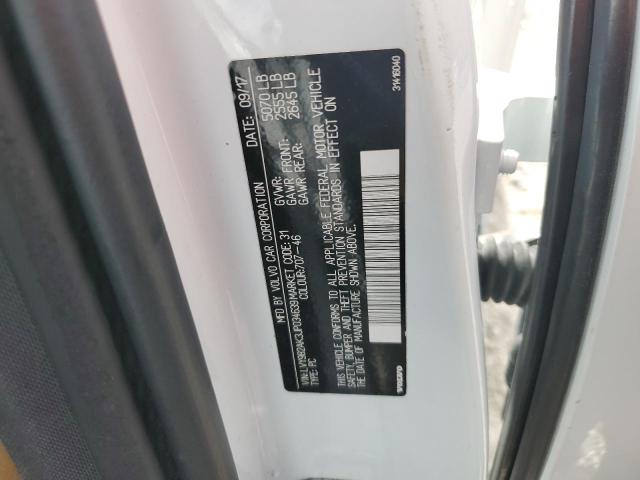 MFD BY VOLVO CAR CORPORATION DATE: 09/17
GVWR: 5070 LB
GAWR FRONT: 2555 LB
GAWR REAR: 2645 LB
MARKET CODE: 31
COLOUR: 707-46
TYPE: PC
THIS VEHICLE CONFORMS TO ALL APPLICABLE FEDERAL MOTOR VEHICLE
SAFETY, BUMPER AND THEFT PREVENTION STANDARDS IN EFFECT ON
THE DATE OF MANUFACTURE SHOWN ABOVE.
VOLVO
31419040